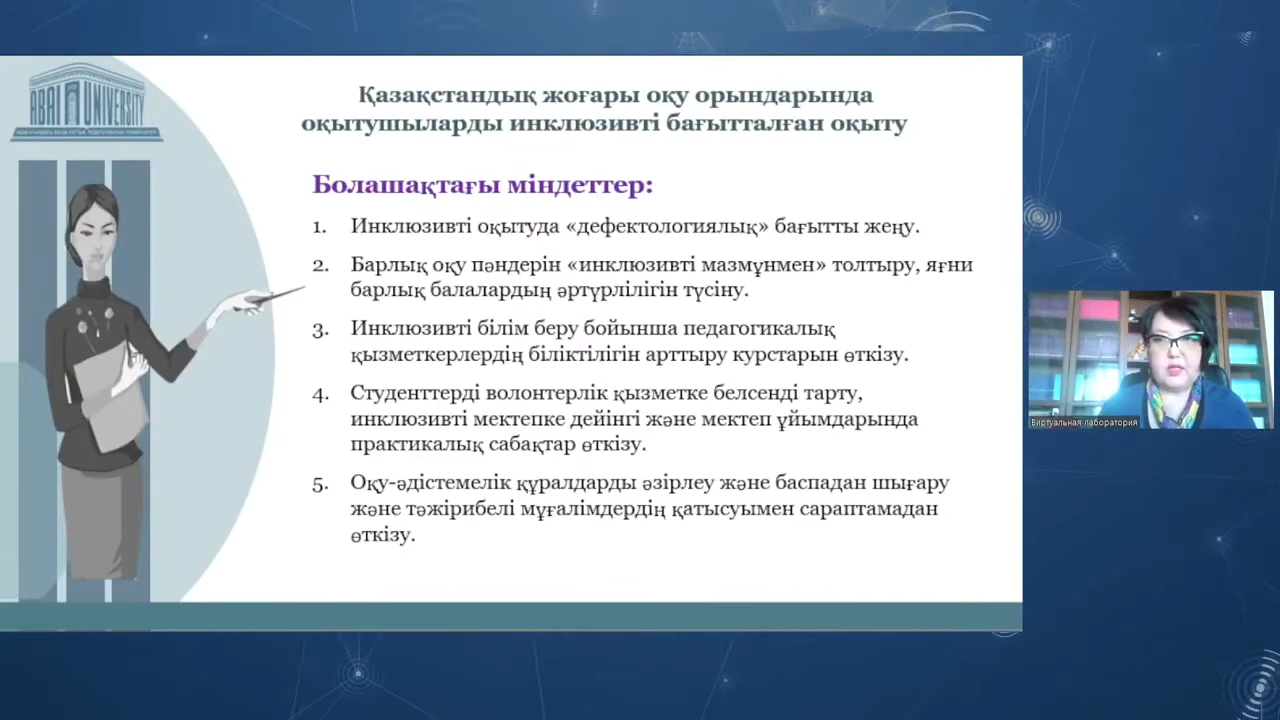 ABAI UNIVERSITY
Қазақстандық жоғары оқу орындарында
оқытушыларды инклюзивті бағытталған оқыту
Болашақтағы міндеттер:
1. Инклюзивті оқытуда «дефектологиялық» бағытты жеңу.
2. Барлық оқу пәндерін «инклюзивті мазмұнмен» толтыру, яғни
барлық балалардың әртүрлілігін түсіну.
3. Инклюзивті білім беру бойынша педагогикалық
қызметкерлердің біліктілігін арттыру курстарын өткізу.
4. Студенттерді волонтерлік қызметке белсенді тарту,
инклюзивті мектепке дейінгі және мектеп ұйымдарында
практикалық сабақтар өткізу.
5. Оқу-әдістемелік құралдарды әзірлеу және баспадан шығару
және тәжірибелі мұғалімдердің қатысуымен сараптамадан
өткізу.
Виртуальная лаборатория